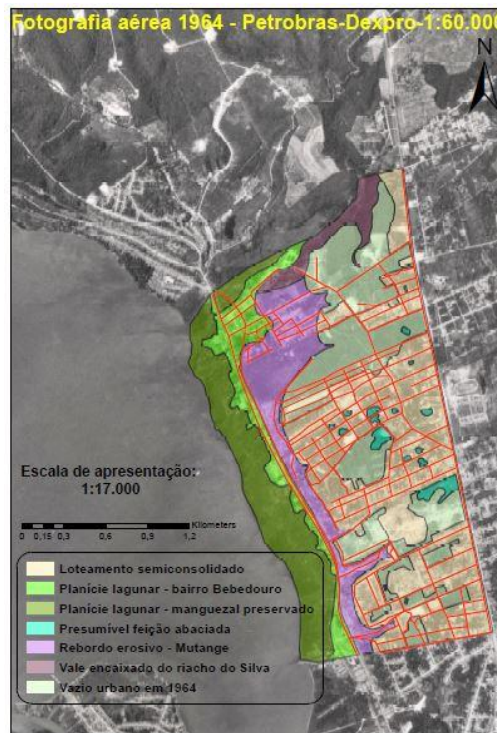 Fotografia aérea 1964 - Petrobras-Dexpro-1:60.000
N
Escala de apresentação:
1:17.000
Kilometers
0 0,15 0,3 0,6 0,9 1,2
Loteamento semiconsolidado
Planície lagunar - bairro Bebedouro
Planície lagunar - manguezal preservado
Presumível feição abaciada
Rebordo erosivo - Mutange
Vale encaixado do riacho do Silva
Vazio urbano em 1964